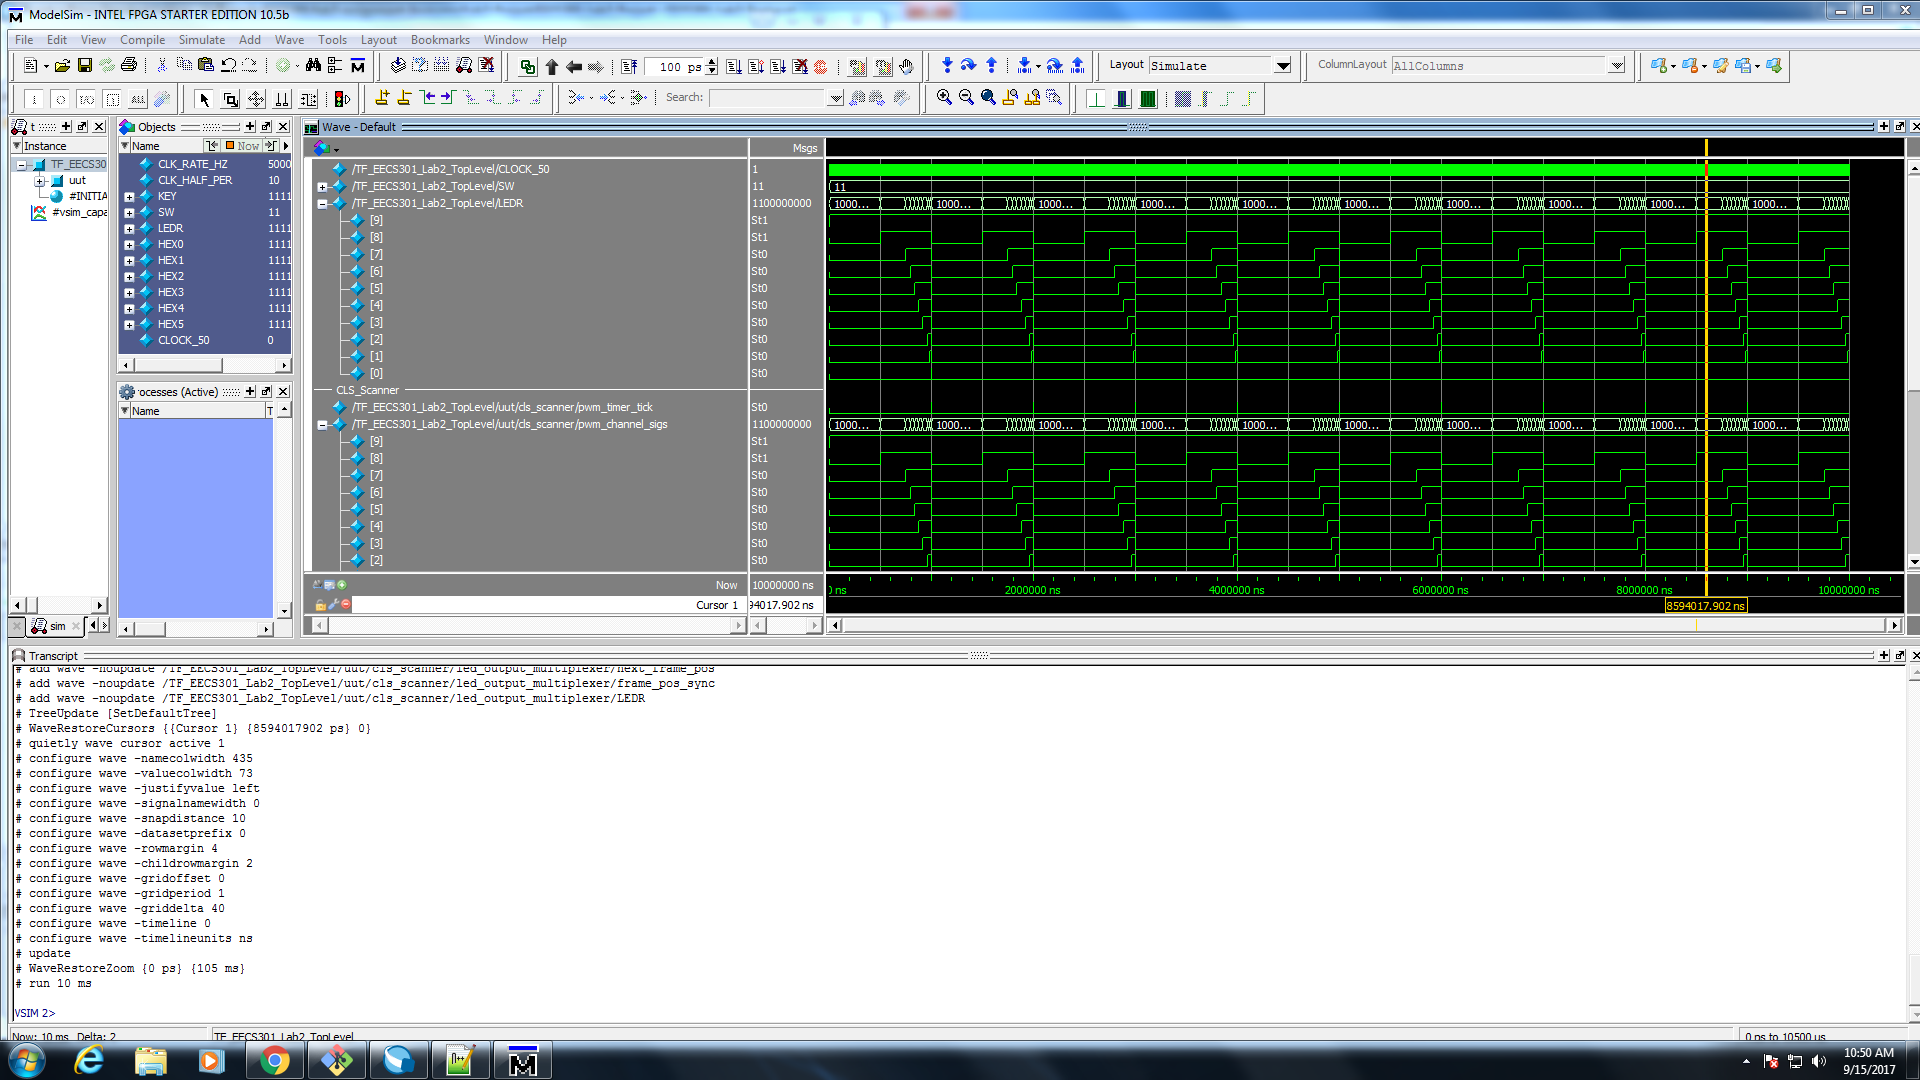 ModelSim - INTEL FPGA STARTER EDITION 10.5b
File Edit View Compile Simulate Add Wave Tools Layout Bookmarks Window Help
100 ps
Layout Simulate
ColumnLayout AllColumns
Search:
t
Instance
TF_EECS30
uut
#INITIA
#vsim_capa
sim
Objects
Name Now
CLK_RATE_HZ 5000
CLK_HALF_PER 10
KEY 1111
SW 11
LEDR 1111
HEX0 1111
HEX1 1111
HEX2 1111
HEX3 1111
HEX4 1111
HEX5 1111
CLOCK_50 0
ocesses (Active)
Name T
Wave - Default
Msgs
/TF_EECS301_Lab2_TopLevel/CLOCK_50 1
/TF_EECS301_Lab2_TopLevel/SW 11 11
/TF_EECS301_Lab2_TopLevel/LEDR 1100000000 1000... 1000... 1000... 1000... 1000... 1000... 1000... 1000... 1000... 1000...
[9] St1
[8] St1
[7] St0
[6] St0
[5] St0
[4] St0
[3] St0
[2] St0
[1] St0
[0] St0
CLS_Scanner
/TF_EECS301_Lab2_TopLevel/uut/cls_scanner/pwm_timer_tick St0
/TF_EECS301_Lab2_TopLevel/uut/cls_scanner/pwm_channel_sigs 1100000000 1000... 1000... 1000... 1000... 1000... 1000... 1000... 1000... 1000... 1000...
[9] St1
[8] St1
[7] St0
[6] St0
[5] St0
[4] St0
[3] St0
[2] St0
Now 10000000 ns 0 ns 2000000 ns 4000000 ns 6000000 ns 8000000 ns 10000000 ns
Cursor 1 94017.902 ns 8594017.902 ns
Transcript
# add wave -noupdate /TF_EECS301_Lab2_TopLevel/uut/cls_scanner/led_output_multiplexer/next_frame_pos
# add wave -noupdate /TF_EECS301_Lab2_TopLevel/uut/cls_scanner/led_output_multiplexer/frame_pos_sync
# add wave -noupdate /TF_EECS301_Lab2_TopLevel/uut/cls_scanner/led_output_multiplexer/LEDR
# TreeUpdate [SetDefaultTree]
# WaveRestoreCursors {{Cursor 1} {8594017902 ps} 0}
# quietly wave cursor active 1
# configure wave -namecolwidth 435
# configure wave -valuecolwidth 73
# configure wave -justifyvalue left
# configure wave -signalnamewidth 0
# configure wave -snapdistance 10
# configure wave -datasetprefix 0
# configure wave -rowmargin 4
# configure wave -childrowmargin 2
# configure wave -gridoffset 0
# configure wave -gridperiod 1
# configure wave -griddelta 40
# configure wave -timeline 0
# configure wave -timelineunits ns
# update
# WaveRestoreZoom {0 ps} {105 ms}
# run 10 ms
VSIM 2>
Now: 10 ms Delta: 2 TF_EECS301_Lab2_TopLevel 0 ns to 10500 us
10:50 AM
9/15/2017